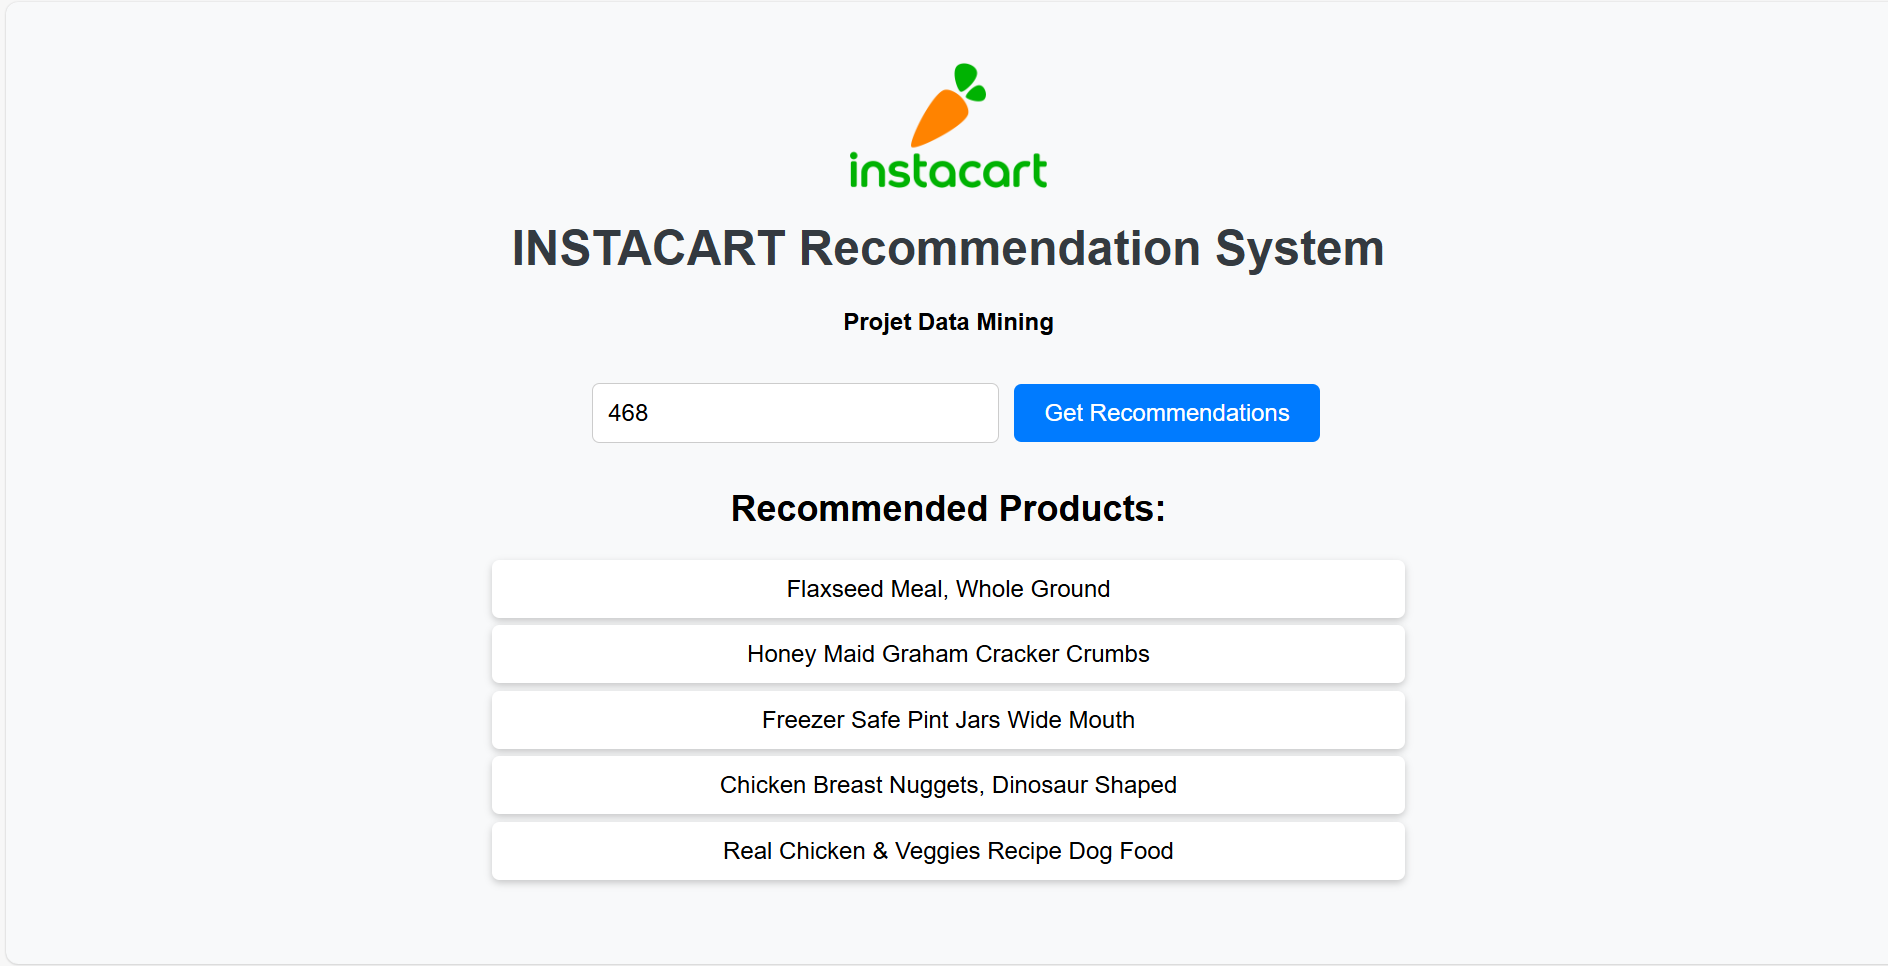 instacart
INSTACART Recommendation System
Projet Data Mining
468
Get Recommendations
Recommended Products:
Flaxseed Meal, Whole Ground
Honey Maid Graham Cracker Crumbs
Freezer Safe Pint Jars Wide Mouth
Chicken Breast Nuggets, Dinosaur Shaped
Real Chicken & Veggies Recipe Dog Food